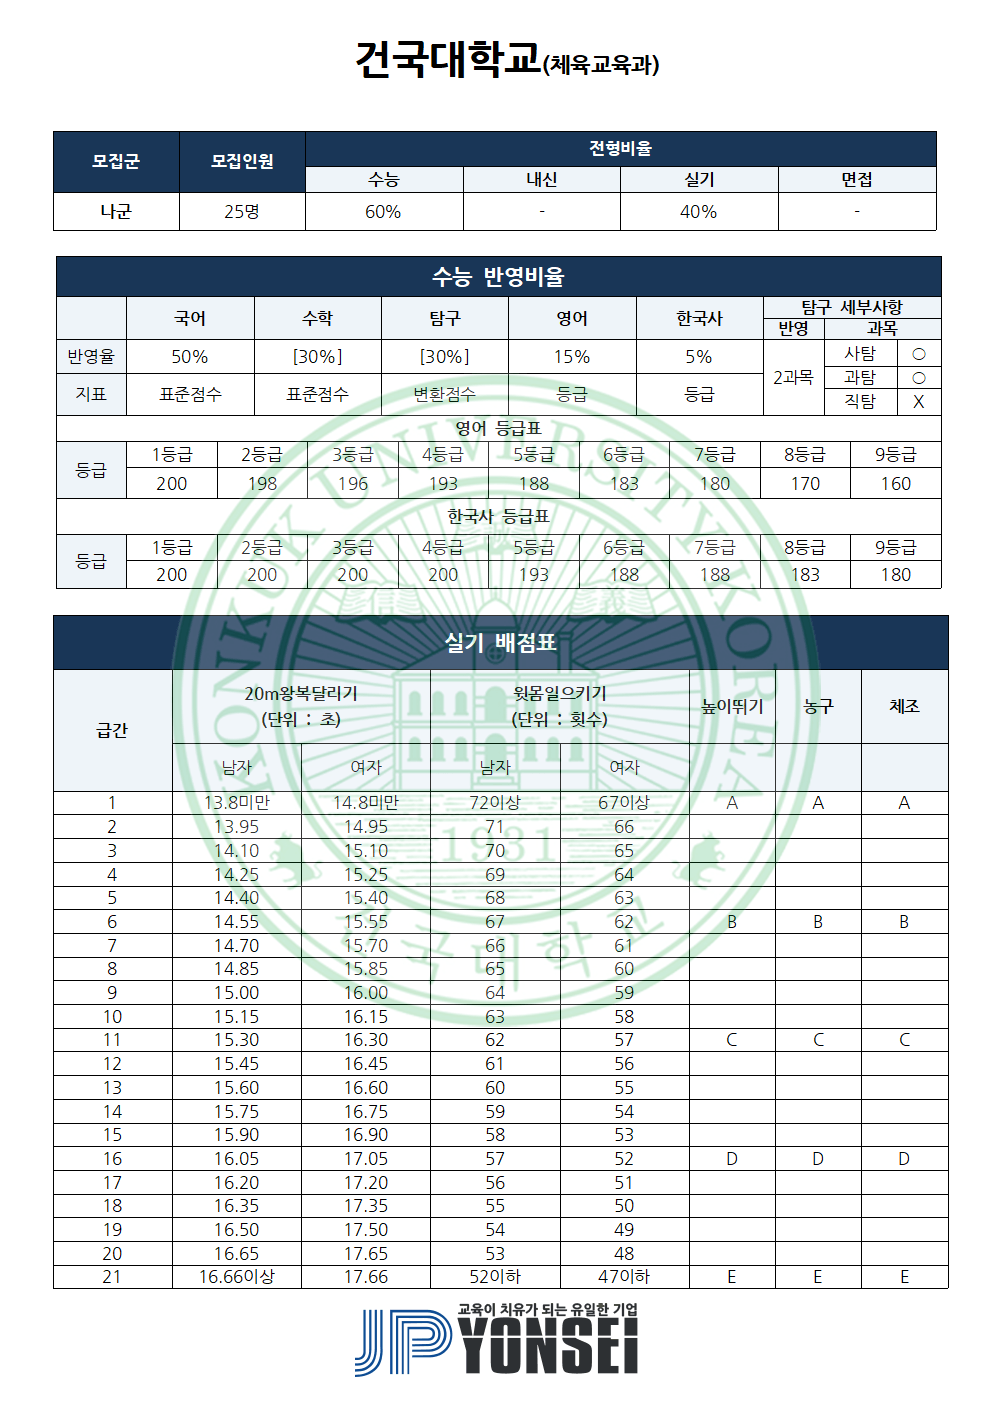 건국대학교(체육교육과)
모집군 모집인원 전형비율
수능 내신 실기 면접
나군 25명 60% - 40% -
수능 반영비율
국어 수학 탐구 영어 한국사 탐구 세부사항
반영 과목
반영율 50% [30%] [30%] 15% 5% 2과목 사탐 ○
과탐 ○
지표 표준점수 표준점수 변환점수 등급 등급 직탐 X
영어 등급표
등급 1등급 2등급 3등급 4등급 5등급 6등급 7등급 8등급 9등급
200 198 196 193 188 183 180 170 160
한국사 등급표
등급 1등급 2등급 3등급 4등급 5등급 6등급 7등급 8등급 9등급
200 200 200 200 193 188 188 183 180
실기 배점표
급간 20m왕복달리기 윗몸일으키기 높이뛰기 농구 체조
(단위 : 초) (단위 : 횟수)
남자 여자 남자 여자
1 13.8미만 14.8미만 72이상 67이상 A A A
2 13.95 14.95 71 66
3 14.10 15.10 70 65
4 14.25 15.25 69 64
5 14.40 15.40 68 63
6 14.55 15.55 67 62 B B B
7 14.70 15.70 66 61
8 14.85 15.85 65 60
9 15.00 16.00 64 59
10 15.15 16.15 63 58
11 15.30 16.30 62 57 C C C
12 15.45 16.45 61 56
13 15.60 16.60 60 55
14 15.75 16.75 59 54
15 15.90 16.90 58 53
16 16.05 17.05 57 52 D D D
17 16.20 17.20 56 51
18 16.35 17.35 55 50
19 16.50 17.50 54 49
20 16.65 17.65 53 48
21 16.66이상 17.66 52이하 47이하 E E E
KONKUK UNIVERSITY KOREA
信 義
1931
건국대학교
교육이 치유가 되는 유일한 기업
JP YONSEI